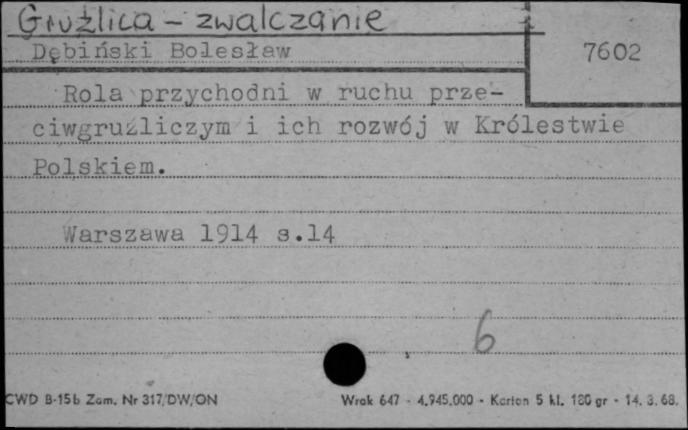 Gruźlica - zwalczanie
Dębiński Bolesław
7602
Rola przychodni w ruchu prze-
ciwgruźliczym i ich rozwój w Królestwie
Polskiem.
Warszawa 1914 s.14
6
CWD B-15b Zam. Nr 317/DW/ON
Wrak 647 - 4.945.000 - Karton 5 kl. 180 gr - 14. 3. 68.